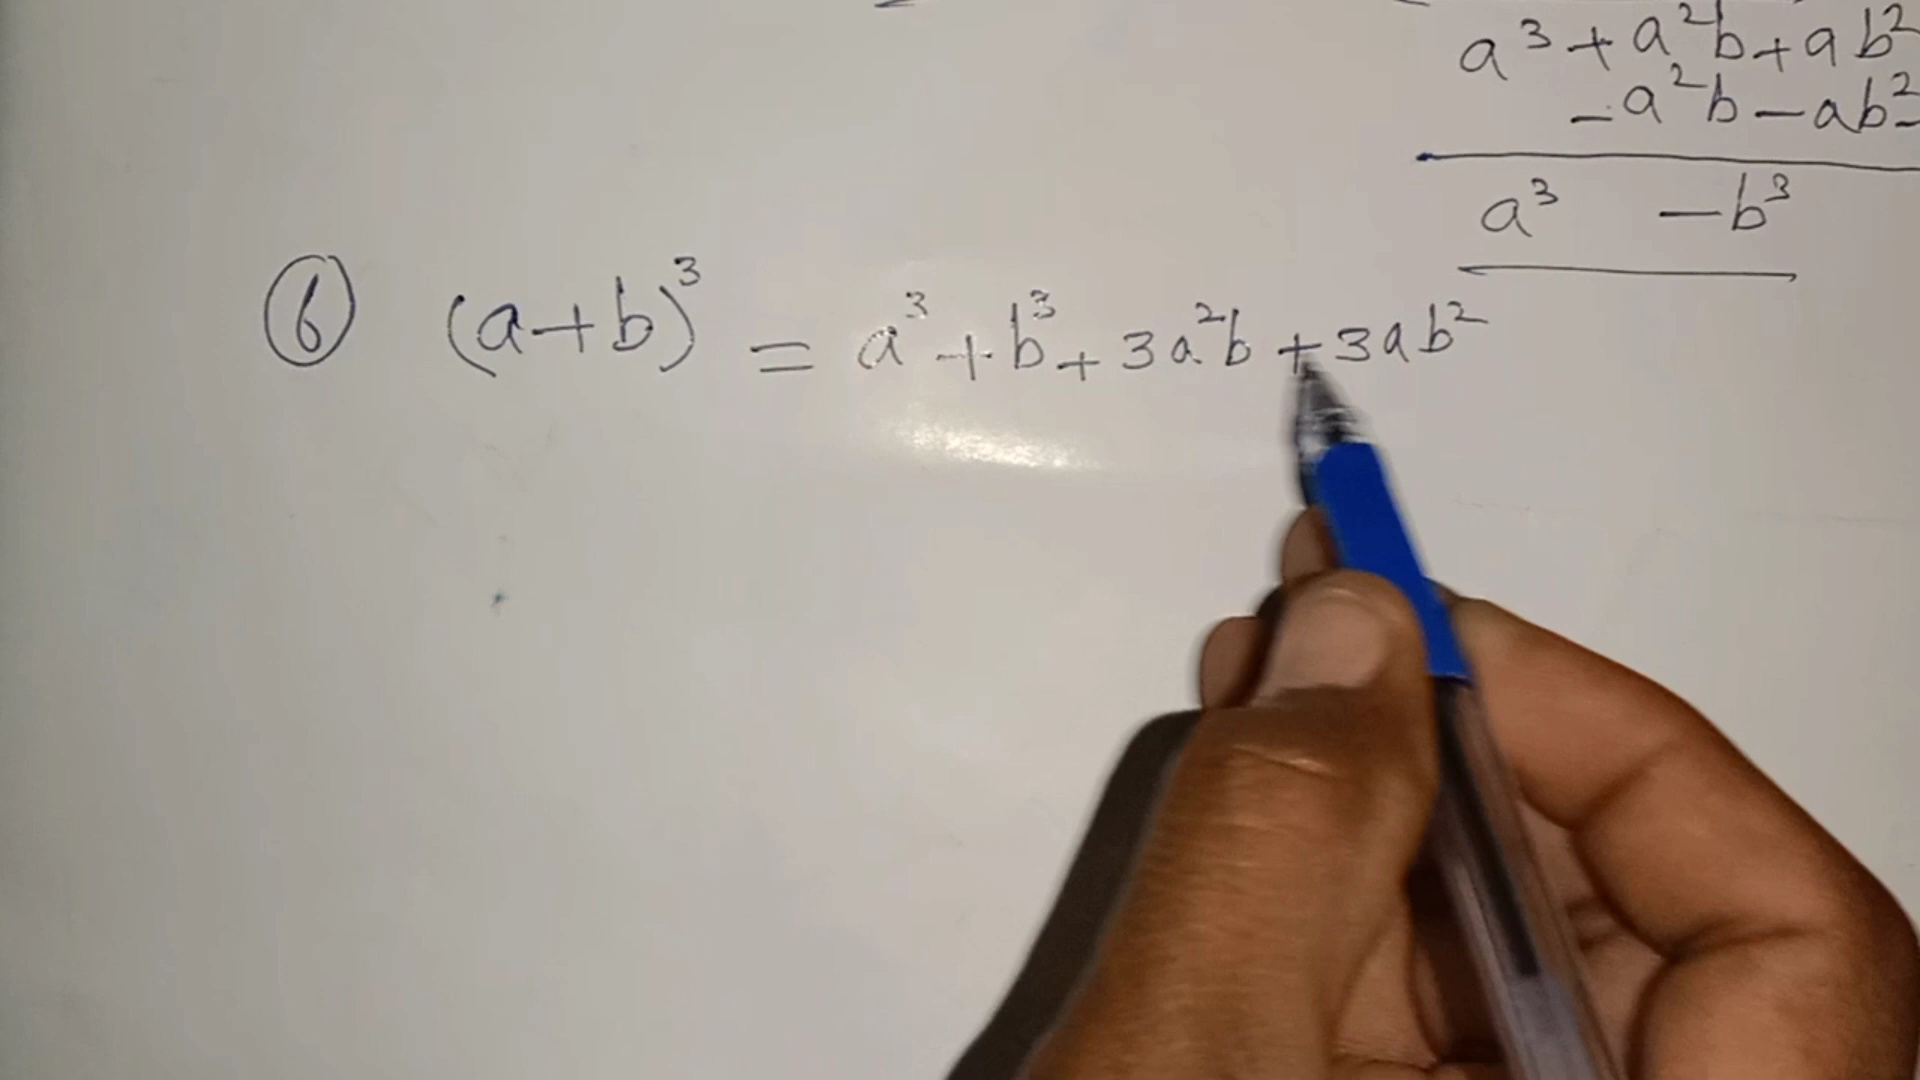 a³ + a²b + ab²
- a²b - ab² -
a³ - b³
⑥ (a+b)³ = a³ + b³ + 3a²b + 3ab²